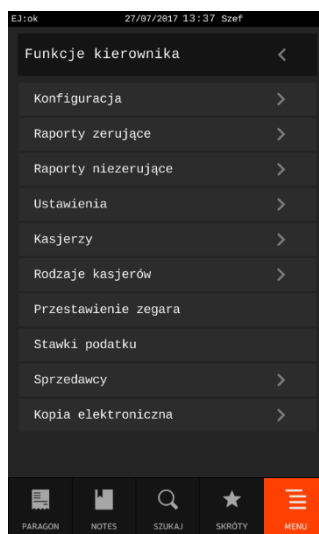 EJ:ok 27/07/2017 13:37 Szef
Funkcje kierownika
Konfiguracja
Raporty zerujące
Raporty niezerujące
Ustawienia
Kasjerzy
Rodzaje kasjerów
Przestawienie zegara
Stawki podatku
Sprzedawcy
Kopia elektroniczna
PARAGON NOTES SZUKAJ SKRÓTY MENU